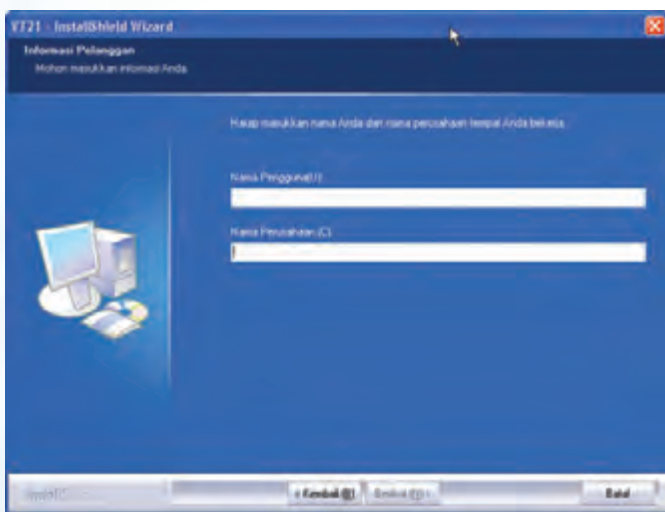 VT21 - InstallShield Wizard
Informasi Pelanggan
Mohon masukkan informasi Anda.
Harap masukkan nama Anda dan nama perusahaan tempat Anda bekerja.
Nama Pengguna(U)
Nama Perusahaan (C)
< Kembali (B)
Batal